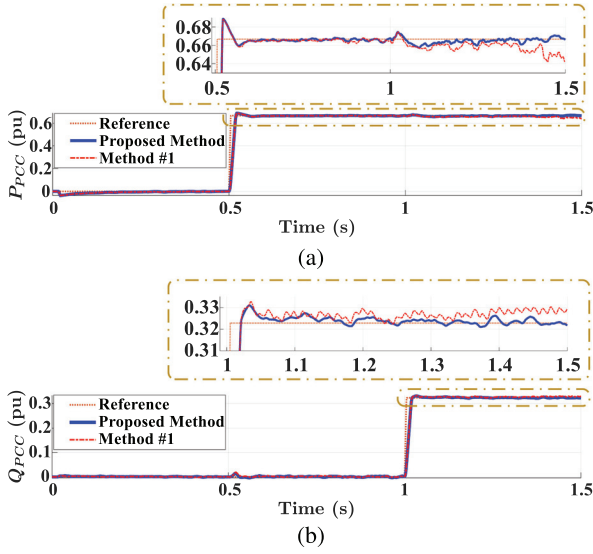 (a)
0.68
0.66
0.64
0.5
1
1.5
P_PCC (pu)
0.6
0.4
0.2
0
Reference
Proposed Method
Method #1
0
0.5
1
1.5
Time (s)
(a)
0.33
0.32
0.31
1
1.1
1.2
1.3
1.4
1.5
Q_PCC (pu)
0.3
0.2
0.1
0
Reference
Proposed Method
Method #1
0
0.5
1
1.5
Time (s)
(b)